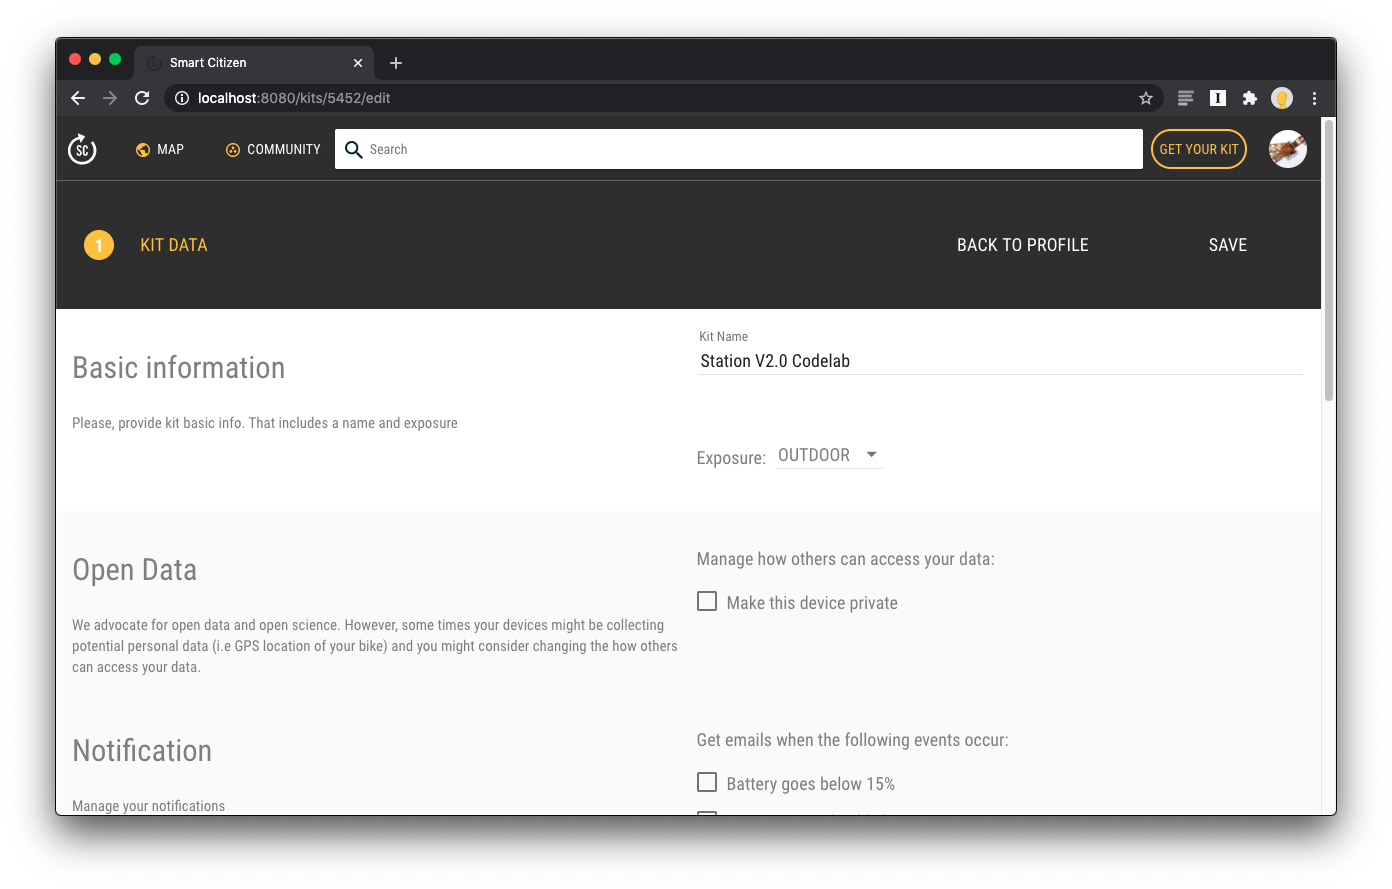 Smart Citizen
localhost:8080/kits/5452/edit
SC
MAP
COMMUNITY
Search
GET YOUR KIT
1
KIT DATA
BACK TO PROFILE
SAVE
Basic information
Please, provide kit basic info. That includes a name and exposure
Kit Name
Station V2.0 Codelab
Exposure: OUTDOOR
Open Data
We advocate for open data and open science. However, some times your devices might be collecting
potential personal data (i.e GPS location of your bike) and you might consider changing the how others
can access your data.
Manage how others can access your data:
Make this device private
Notification
Manage your notifications
Get emails when the following events occur:
Battery goes below 15%